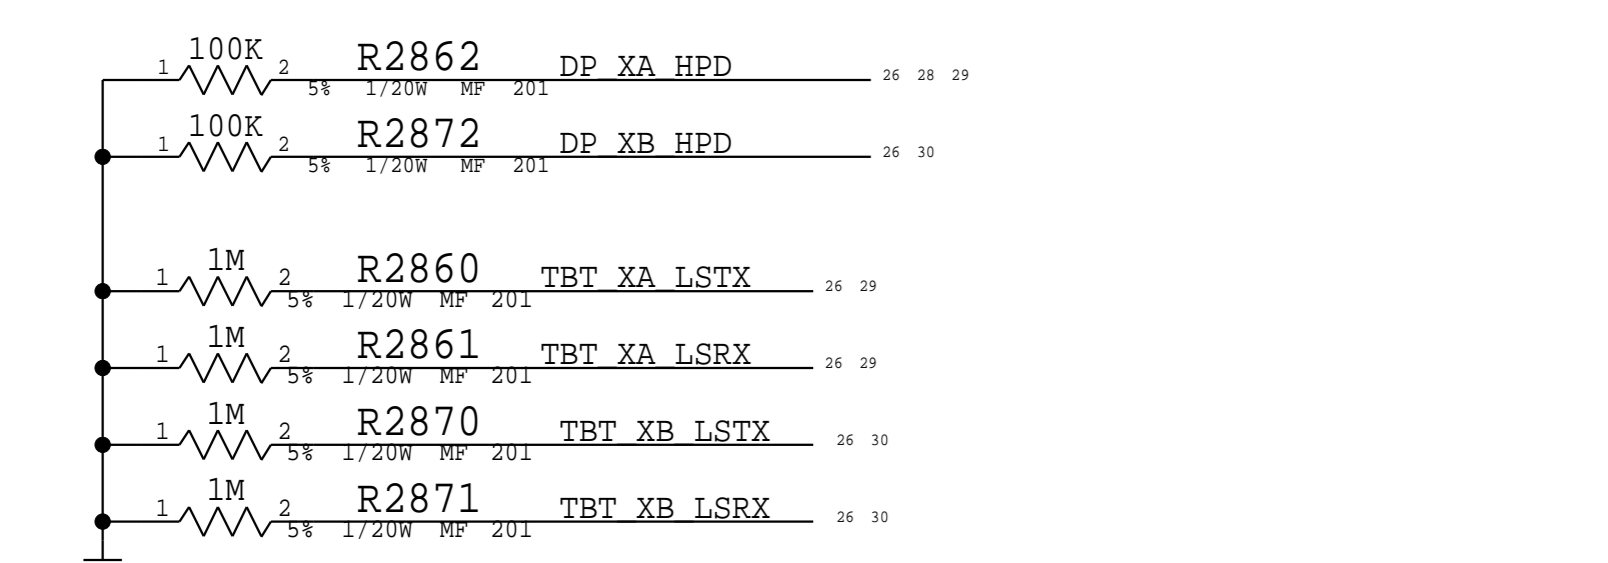 100K
1 2 R2862 DP_XA_HPD 26 28 29
5% 1/20W MF 201
100K
1 2 R2872 DP_XB_HPD 26 30
5% 1/20W MF 201
1M
1 2 R2860 TBT_XA_LSTX 26 29
5% 1/20W MF 201
1M
1 2 R2861 TBT_XA_LSRX 26 29
5% 1/20W MF 201
1M
1 2 R2870 TBT_XB_LSTX 26 30
5% 1/20W MF 201
1M
1 2 R2871 TBT_XB_LSRX 26 30
5% 1/20W MF 201